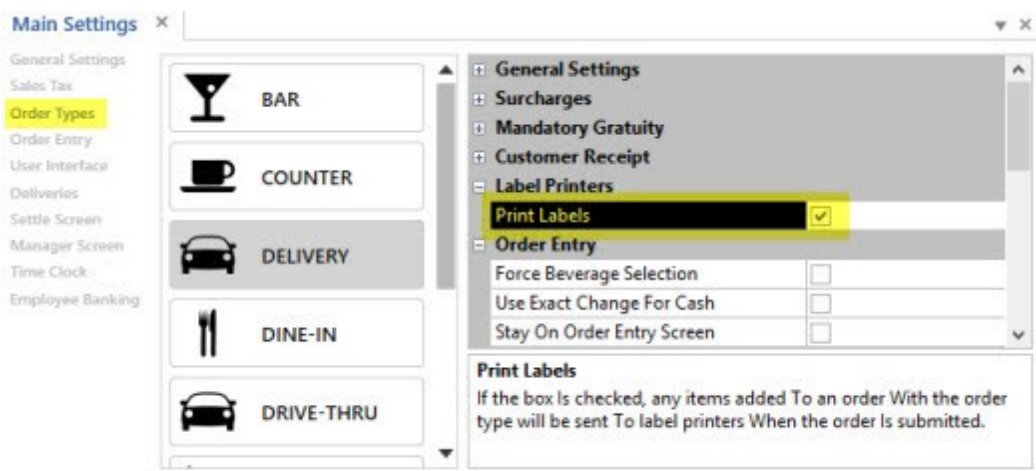 Main Settings
General Settings
Sales Tax
Order Types
Order Entry
User Interface
Deliveries
Settle Screen
Manager Screen
Time Clock
Employee Banking
BAR
COUNTER
DELIVERY
DINE-IN
DRIVE-THRU
General Settings
Surcharges
Mandatory Gratuity
Customer Receipt
Label Printers
Print Labels
Order Entry
Force Beverage Selection
Use Exact Change For Cash
Stay On Order Entry Screen
Print Labels
If the box Is checked, any items added To an order With the order
type will be sent To label printers When the order Is submitted.